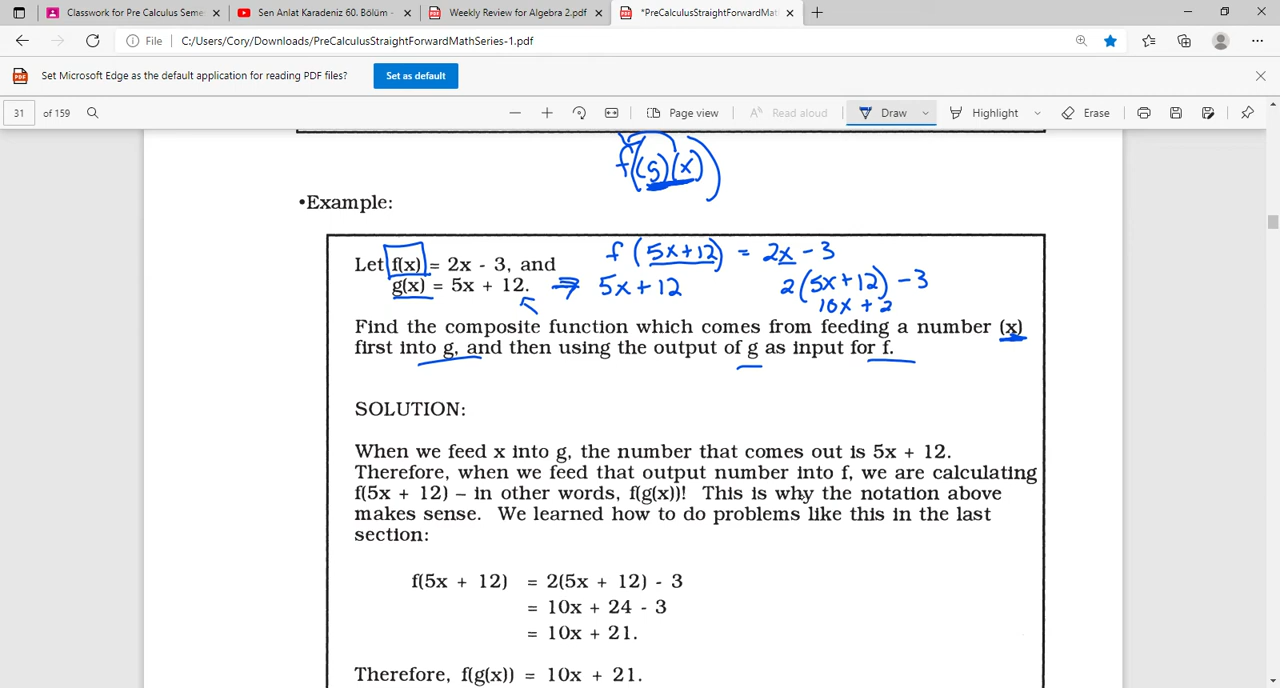 Classwork for Pre Calculus Seme
Sen Anlat Karadeniz 60. Bölüm -
Weekly Review for Algebra 2.pdf
*PreCalculusStraightForwardMat
File C:/Users/Cory/Downloads/PreCalculusStraightForwardMathSeries-1.pdf
Set Microsoft Edge as the default application for reading PDF files? Set as default
31 of 159 Page view Read aloud Draw Highlight Erase
f((g)(x))
•Example:
f (5x+12) = 2x - 3
Let f(x) = 2x - 3, and
g(x) = 5x + 12. ⇒ 5x + 12 2(5x+12) - 3
10x + 2
Find the composite function which comes from feeding a number (x)
first into g, and then using the output of g as input for f.
SOLUTION:
When we feed x into g, the number that comes out is 5x + 12.
Therefore, when we feed that output number into f, we are calculating
f(5x + 12) – in other words, f(g(x))! This is why the notation above
makes sense. We learned how to do problems like this in the last
section:
f(5x + 12) = 2(5x + 12) - 3
= 10x + 24 - 3
= 10x + 21.
Therefore, f(g(x)) = 10x + 21.